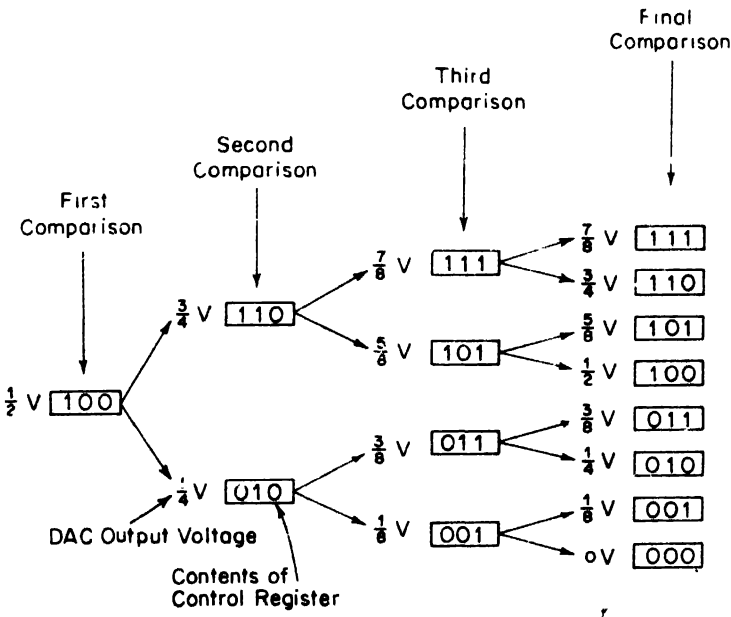 Final
Comparison
Third
Comparison
Second
Comparison
First
Comparison
7/8 V 111
7/8 V 111
3/4 V 110
3/4 V 110
5/8 V 101
5/8 V 101
1/2 V 100
1/2 V 100
3/8 V 011
3/8 V 011
1/4 V 010
1/4 V 010
1/8 V 001
1/8 V 001
0V 000
DAC Output Voltage
Contents of
Control Register